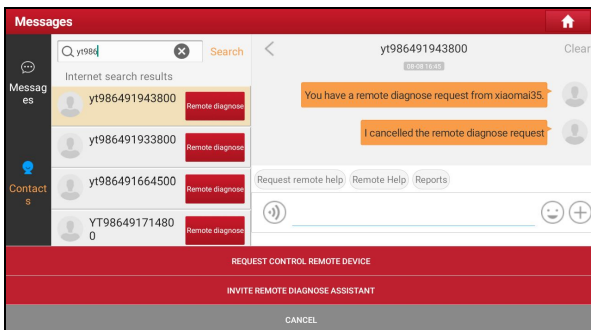 Messages
yt986
Search
yt986491943800
Clear
Internet search results
08-08 16:45
Messag
es
yt986491943800
Remote diagnose
You have a remote diagnose request from xiaomai35.
yt986491933800
Remote diagnose
I cancelled the remote diagnose request
Contact
s
yt986491664500
Remote diagnose
Request remote help
Remote Help
Reports
YT98649171480
0
Remote diagnose
REQUEST CONTROL REMOTE DEVICE
INVITE REMOTE DIAGNOSE ASSISTANT
CANCEL